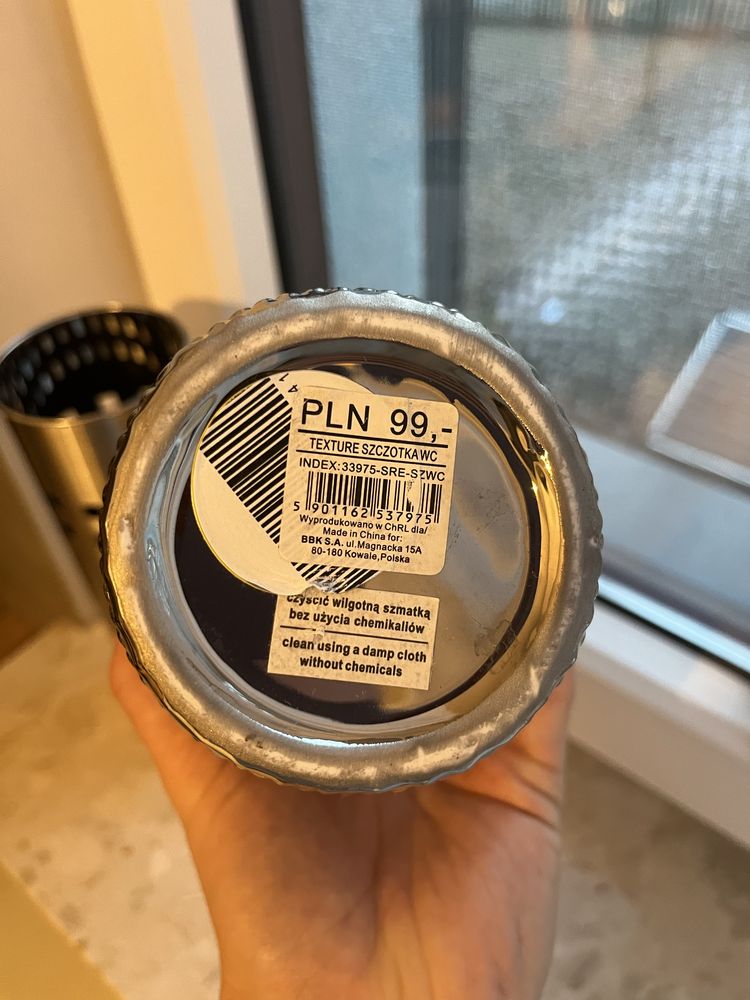 41
PLN 99,-
TEXTURE SZCZOTKA WC
INDEX:33975-SRE-SZWC
5 901162 537975
Wyprodukowano w ChRL dla/
Made in China for:
BBK S.A. ul.Magnacka 15A
80-180 Kowale,Polska
czyścić wilgotną szmatką
bez użycia chemikaliów
clean using a damp cloth
without chemicals